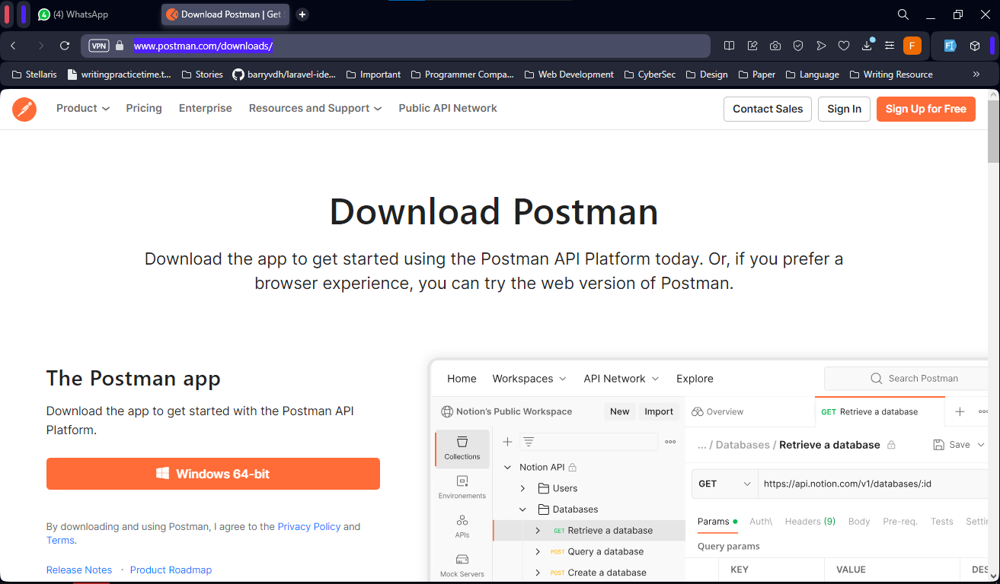 (4) WhatsApp
Download Postman | Get
VPN
www.postman.com/downloads/
F
Stellaris
writingpracticetime.t...
Stories
barryvdh/laravel-ide...
Important
Programmer Compa...
Web Development
CyberSec
Design
Paper
Language
Writing Resource
Product
Pricing
Enterprise
Resources and Support
Public API Network
Contact Sales
Sign In
Sign Up for Free
Download Postman
Download the app to get started using the Postman API Platform today. Or, if you prefer a
browser experience, you can try the web version of Postman.
The Postman app
Download the app to get started with the Postman API
Platform.
Windows 64-bit
By downloading and using Postman, I agree to the Privacy Policy and
Terms.
Release Notes · Product Roadmap
Home
Workspaces
API Network
Explore
Search Postman
Notion's Public Workspace
New
Import
Overview
GET Retrieve a database
Collections
Environements
APIs
Mock Servers
Notion API
Users
Databases
GET Retrieve a database
POST Query a database
POST Create a database
... / Databases / Retrieve a database
Save
GET
https://api.notion.com/v1/databases/:id
Params
Auth\
Headers (9)
Body
Pre-req.
Tests
Settin
Query params
KEY
VALUE
DES